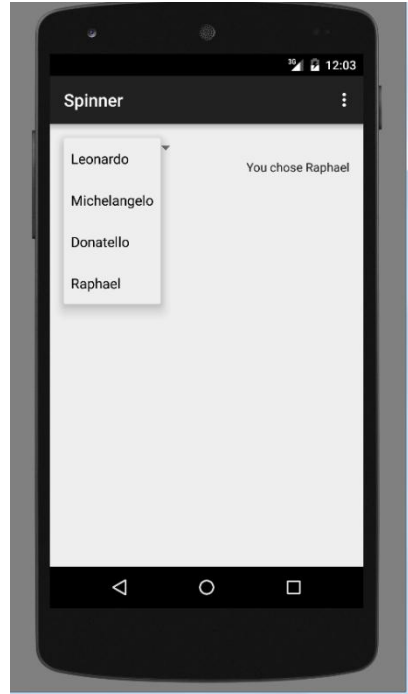 3G 12:03
Spinner
Leonardo
You chose Raphael
Michelangelo
Donatello
Raphael